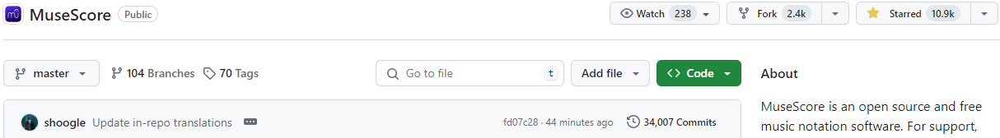 MuseScore Public Watch 238 Fork 2.4k Starred 10.9k
master 104 Branches 70 Tags Go to file t Add file Code About
MuseScore is an open source and free
shoogle Update in-repo translations fd07c28 · 44 minutes ago 34,007 Commits
music notation software. For support,